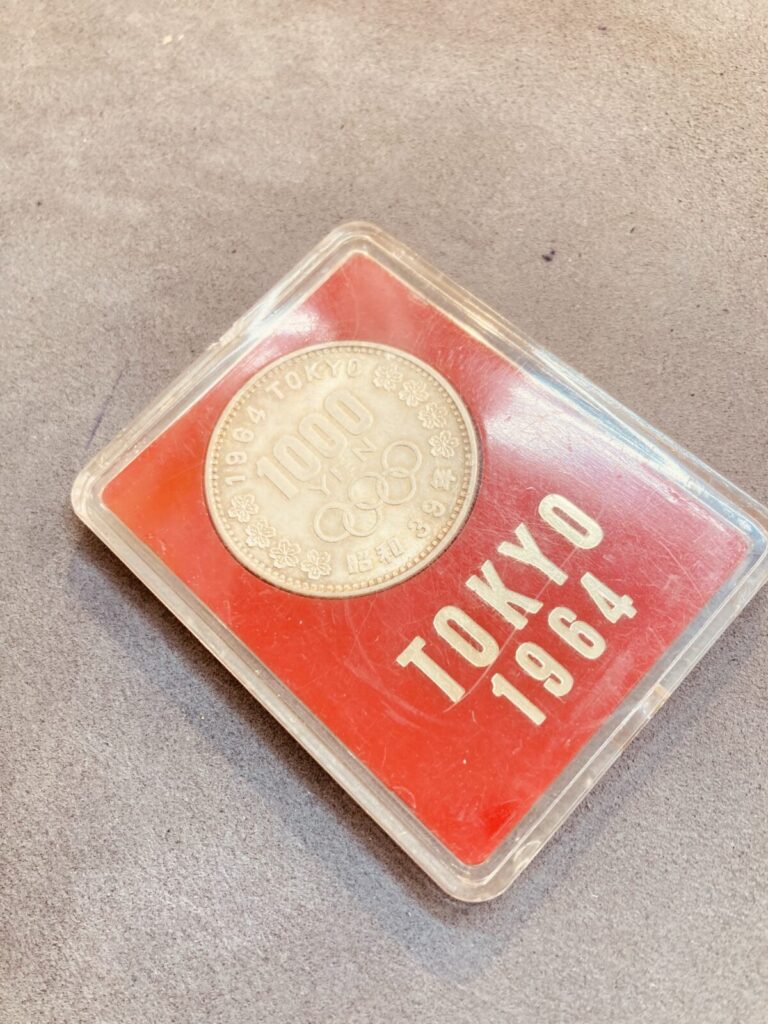 1964 TOKYO
1000
YEN
昭和 39年
TOKYO
1964